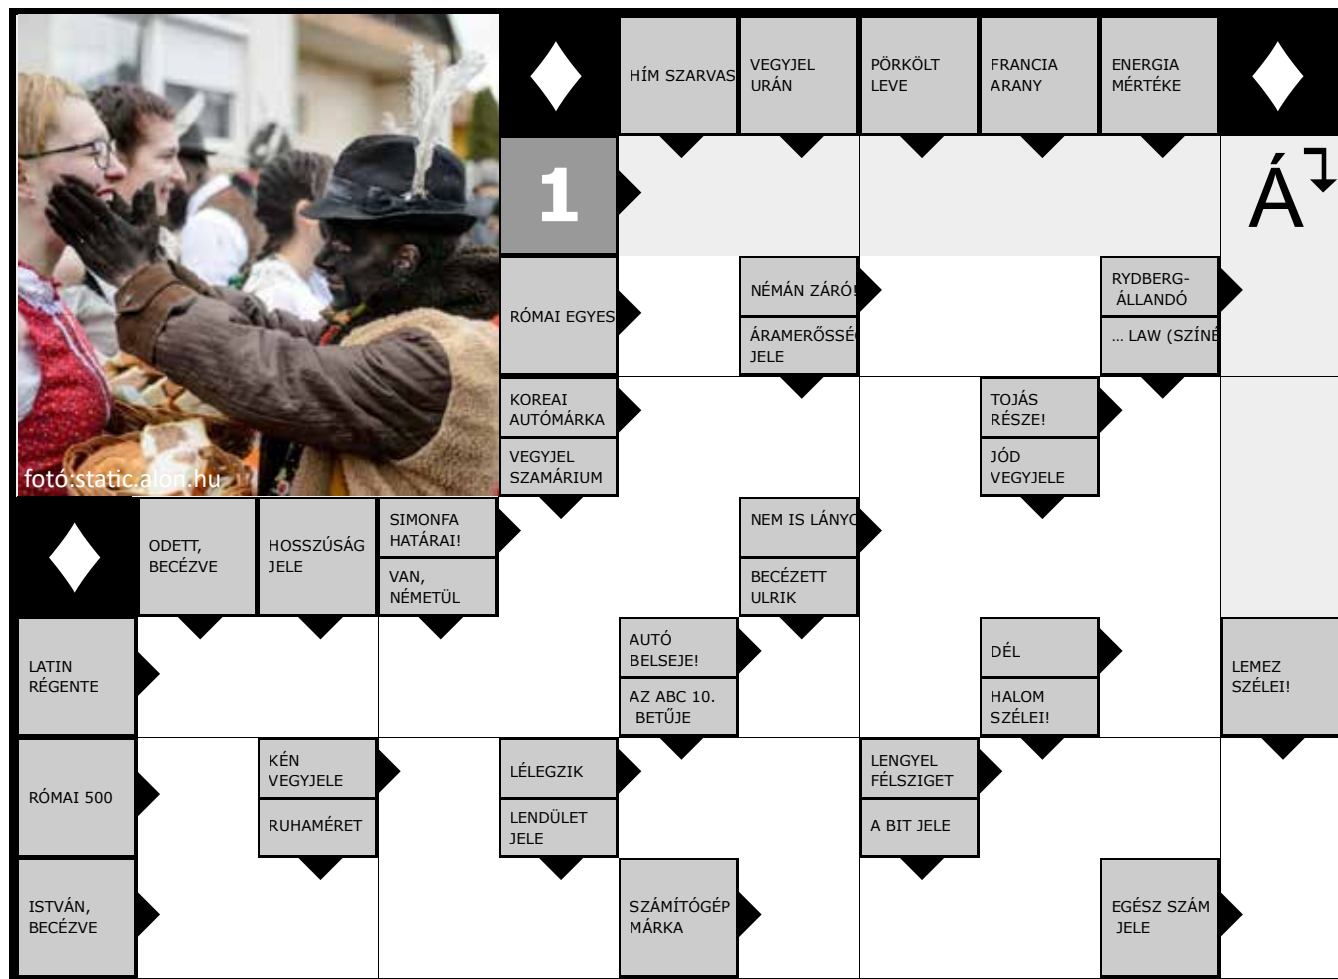 HÍM SZARVAS
VEGYJEL
URÁN
PÖRKÖLT
LEVE
FRANCIA
ARANY
ENERGIA
MÉRTÉKE
1
Á
RÓMAI EGYES
NÉMÁN ZÁRÓ!
ÁRAMERŐSSÉG
JELE
RYDBERG-
ÁLLANDÓ
... LAW (SZÍNÉ
KOREAI
AUTÓMÁRKA
VEGYJEL
SZAMÁRIUM
TOJÁS
RÉSZE!
JÓD
VEGYJELE
fotó:static.alon.hu
ODETT,
BECÉZVE
HOSSZÚSÁG
JELE
SIMONFA
HATÁRAI!
VAN,
NÉMETÜL
NEM IS LÁNYO
BECÉZETT
ULRIK
LATIN
RÉGENTE
AUTÓ
BELSEJE!
AZ ABC 10.
BETŰJE
DÉL
HALOM
SZÉLEI!
LEMEZ
SZÉLEI!
RÓMAI 500
KÉN
VEGYJELE
RUHAMÉRET
LÉLEGZIK
LENDÜLET
JELE
LENGYEL
FÉLSZIGET
A BIT JELE
ISTVÁN,
BECÉZVE
SZÁMÍTÓGÉP
MÁRKA
EGÉSZ SZÁM
JELE